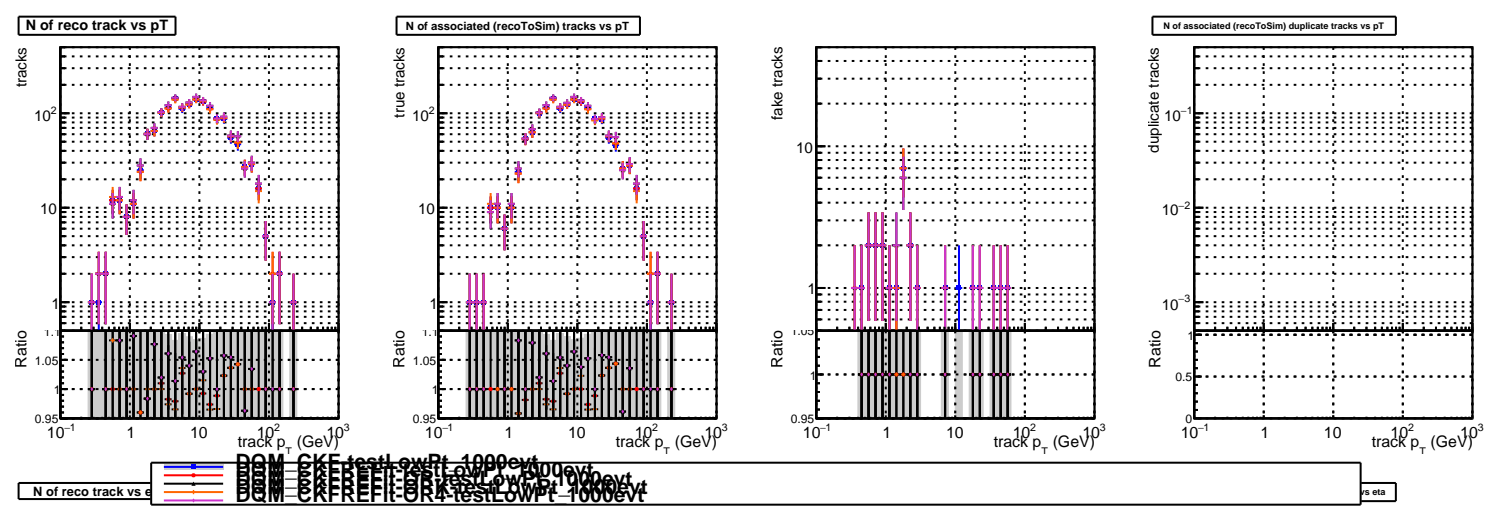 N of reco track vs pT
N of associated (recoToSim) tracks vs pT
N of associated (recoToSim) duplicate tracks vs pT
tracks
10²
10
1
Ratio
1.1
1.05
1
0.95
10⁻¹ 1 10 10² 10³
track p_T (GeV)
true tracks
10²
10
1
Ratio
1.1
1.05
1
0.95
10⁻¹ 1 10 10² 10³
track p_T (GeV)
fake tracks
10
1
Ratio
1.05
1
0.95
10⁻¹ 1 10 10² 10³
track p_T (GeV)
duplicate tracks
10⁻¹
10⁻²
10⁻³
Ratio
1
0.5
0
10⁻¹ 1 10 10² 10³
track p_T (GeV)
DQM_CKF-testLowPt_1000evt
DQM_CKFREFit-OR4-testLowPt_1000evt
N of reco track vs e
vs eta